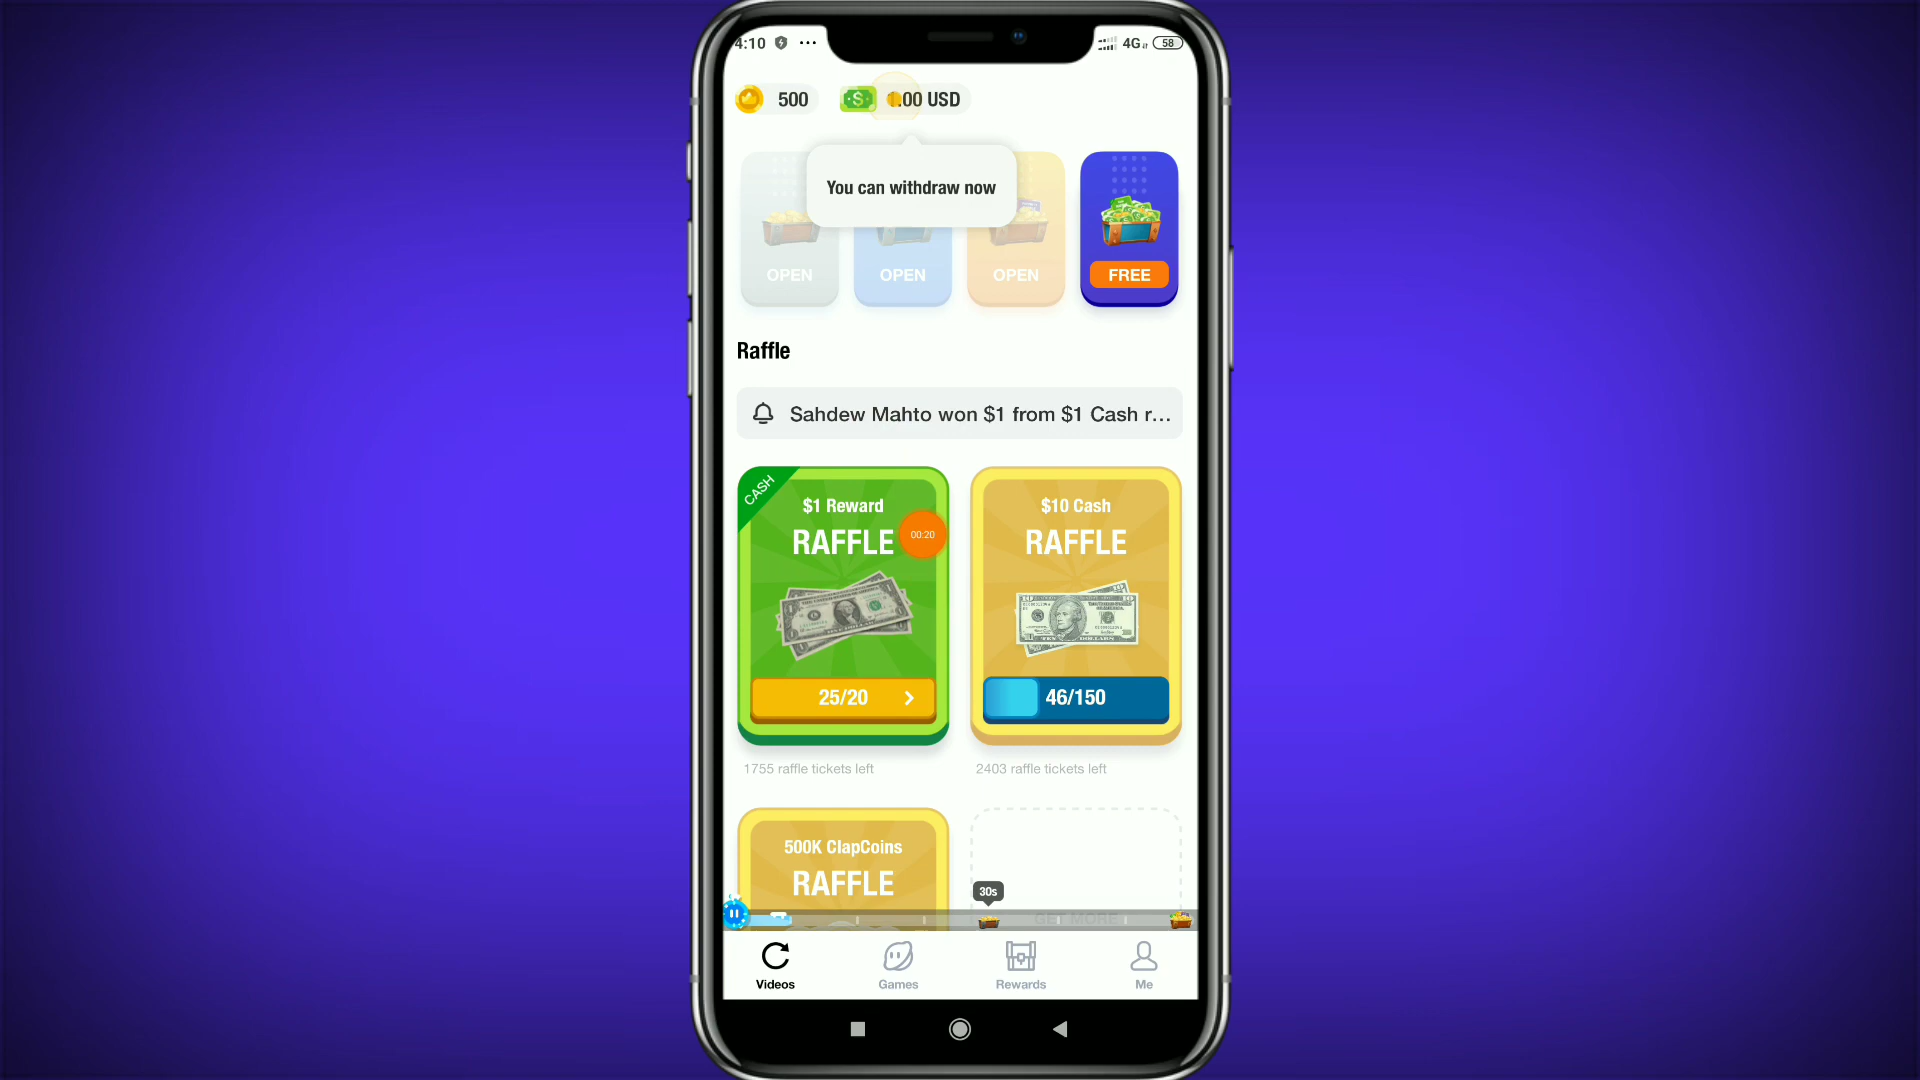 4:10
4G
58
500
.00 USD
You can withdraw now
OPEN
OPEN
OPEN
FREE
Raffle
Sahdew Mahto won $1 from $1 Cash r...
CASH
$1 Reward
RAFFLE
00:20
25/20
1755 raffle tickets left
$10 Cash
RAFFLE
46/150
2403 raffle tickets left
500K ClapCoins
RAFFLE
30s
GET MORE
Videos
Games
Rewards
Me